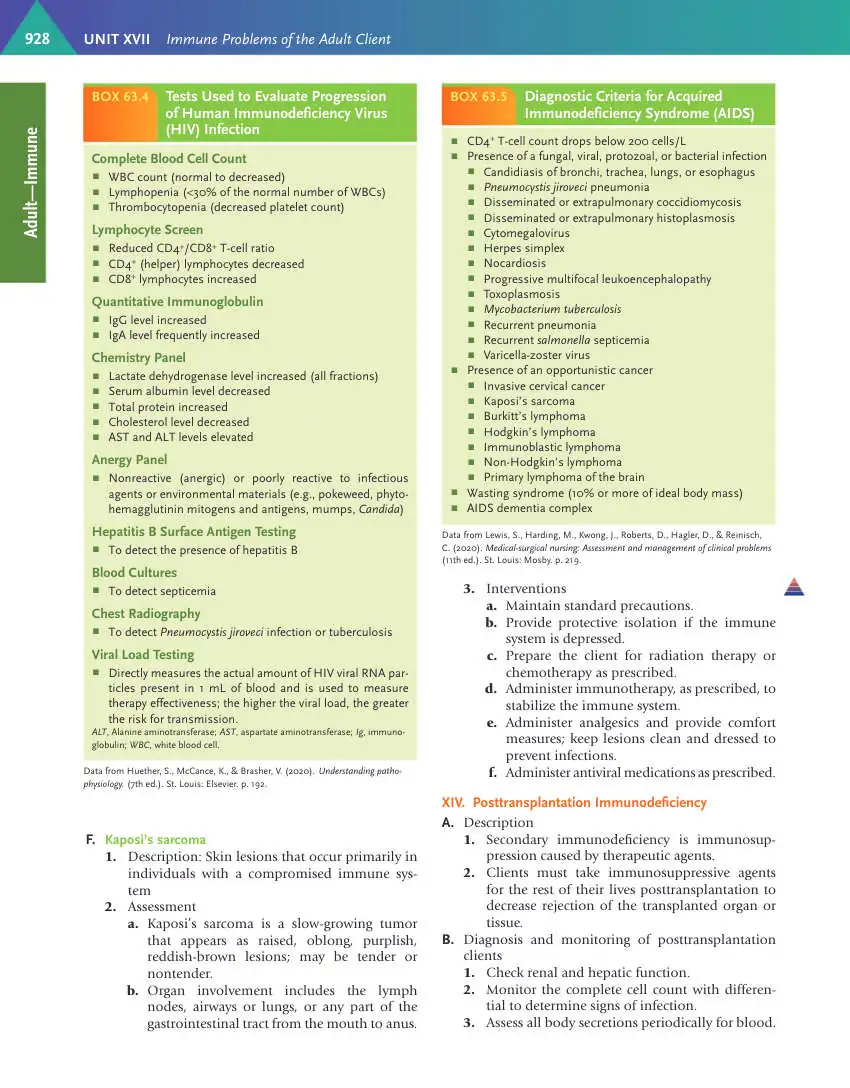 928
UNIT XVII Immune Problems of the Adult Client
Adult—Immune
BOX 63.4 Tests Used to Evaluate Progression
of Human Immunodeficiency Virus
(HIV) Infection
Complete Blood Cell Count
■ WBC count (normal to decreased)
■ Lymphopenia (<30% of the normal number of WBCs)
■ Thrombocytopenia (decreased platelet count)
Lymphocyte Screen
■ Reduced CD4⁺/CD8⁺ T-cell ratio
■ CD4⁺ (helper) lymphocytes decreased
■ CD8⁺ lymphocytes increased
Quantitative Immunoglobulin
■ IgG level increased
■ IgA level frequently increased
Chemistry Panel
■ Lactate dehydrogenase level increased (all fractions)
■ Serum albumin level decreased
■ Total protein increased
■ Cholesterol level decreased
■ AST and ALT levels elevated
Anergy Panel
■ Nonreactive (anergic) or poorly reactive to infectious
agents or environmental materials (e.g., pokeweed, phyto-
hemagglutinin mitogens and antigens, mumps, Candida)
Hepatitis B Surface Antigen Testing
■ To detect the presence of hepatitis B
Blood Cultures
■ To detect septicemia
Chest Radiography
■ To detect Pneumocystis jiroveci infection or tuberculosis
Viral Load Testing
■ Directly measures the actual amount of HIV viral RNA par-
ticles present in 1 mL of blood and is used to measure
therapy effectiveness; the higher the viral load, the greater
the risk for transmission.
ALT, Alanine aminotransferase; AST, aspartate aminotransferase; Ig, immuno-
globulin; WBC, white blood cell.
Data from Huether, S., McCance, K., & Brasher, V. (2020). Understanding patho-
physiology. (7th ed.). St. Louis: Elsevier. p. 192.
F. Kaposi's sarcoma
1. Description: Skin lesions that occur primarily in
individuals with a compromised immune sys-
tem
2. Assessment
a. Kaposi's sarcoma is a slow-growing tumor
that appears as raised, oblong, purplish,
reddish-brown lesions; may be tender or
nontender.
b. Organ involvement includes the lymph
nodes, airways or lungs, or any part of the
gastrointestinal tract from the mouth to anus.
BOX 63.5 Diagnostic Criteria for Acquired
Immunodeficiency Syndrome (AIDS)
■ CD4⁺ T-cell count drops below 200 cells/L
■ Presence of a fungal, viral, protozoal, or bacterial infection
■ Candidiasis of bronchi, trachea, lungs, or esophagus
■ Pneumocystis jiroveci pneumonia
■ Disseminated or extrapulmonary coccidiomycosis
■ Disseminated or extrapulmonary histoplasmosis
■ Cytomegalovirus
■ Herpes simplex
■ Nocardiosis
■ Progressive multifocal leukoencephalopathy
■ Toxoplasmosis
■ Mycobacterium tuberculosis
■ Recurrent pneumonia
■ Recurrent salmonella septicemia
■ Varicella-zoster virus
■ Presence of an opportunistic cancer
■ Invasive cervical cancer
■ Kaposi's sarcoma
■ Burkitt's lymphoma
■ Hodgkin's lymphoma
■ Immunoblastic lymphoma
■ Non-Hodgkin's lymphoma
■ Primary lymphoma of the brain
■ Wasting syndrome (10% or more of ideal body mass)
■ AIDS dementia complex
Data from Lewis, S., Harding, M., Kwong, J., Roberts, D., Hagler, D., & Reinisch,
C. (2020). Medical-surgical nursing: Assessment and management of clinical problems
(11th ed.). St. Louis: Mosby. p. 219.
3. Interventions
a. Maintain standard precautions.
b. Provide protective isolation if the immune
system is depressed.
c. Prepare the client for radiation therapy or
chemotherapy as prescribed.
d. Administer immunotherapy, as prescribed, to
stabilize the immune system.
e. Administer analgesics and provide comfort
measures; keep lesions clean and dressed to
prevent infections.
f. Administer antiviral medications as prescribed.
XIV. Posttransplantation Immunodeficiency
A. Description
1. Secondary immunodeficiency is immunosup-
pression caused by therapeutic agents.
2. Clients must take immunosuppressive agents
for the rest of their lives posttransplantation to
decrease rejection of the transplanted organ or
tissue.
B. Diagnosis and monitoring of posttransplantation
clients
1. Check renal and hepatic function.
2. Monitor the complete cell count with differen-
tial to determine signs of infection.
3. Assess all body secretions periodically for blood.